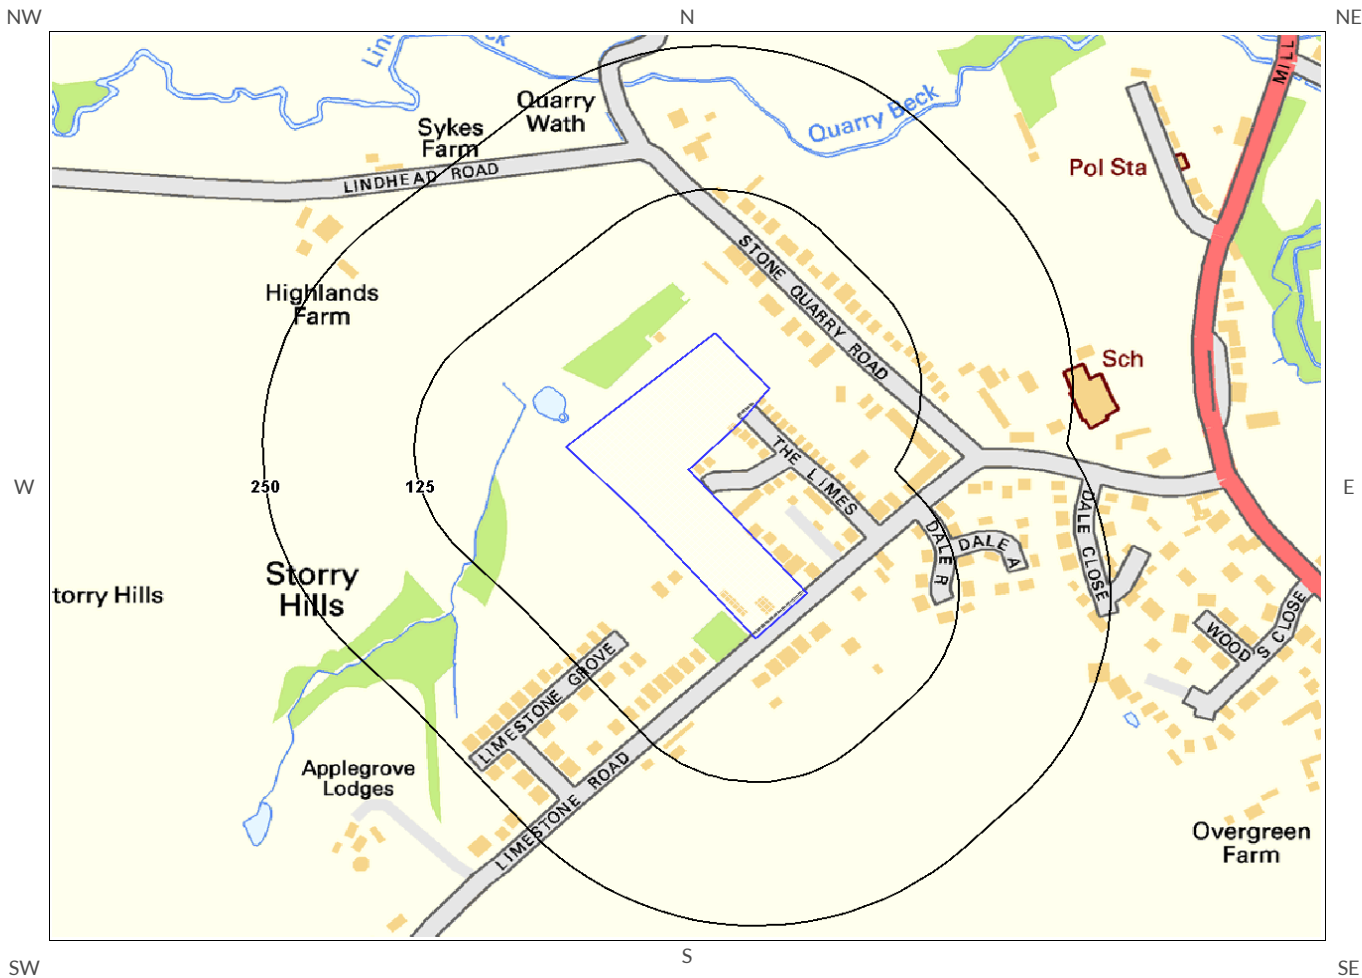 NW
N
NE
Quarry
Wath
Sykes
Farm
Quarry Beck
MILL
Pol Sta
LINDHEAD ROAD
STONE QUARRY ROAD
Highlands
Farm
Sch
THE LIMES
W
250
125
E
DALE R
DALE A
DALE CLOSE
Storry
Hills
torry Hills
WOOD
S CLOSE
LIMESTONE GROVE
Applegrove
Lodges
LIMESTONE ROAD
Overgreen
Farm
SW
S
SE